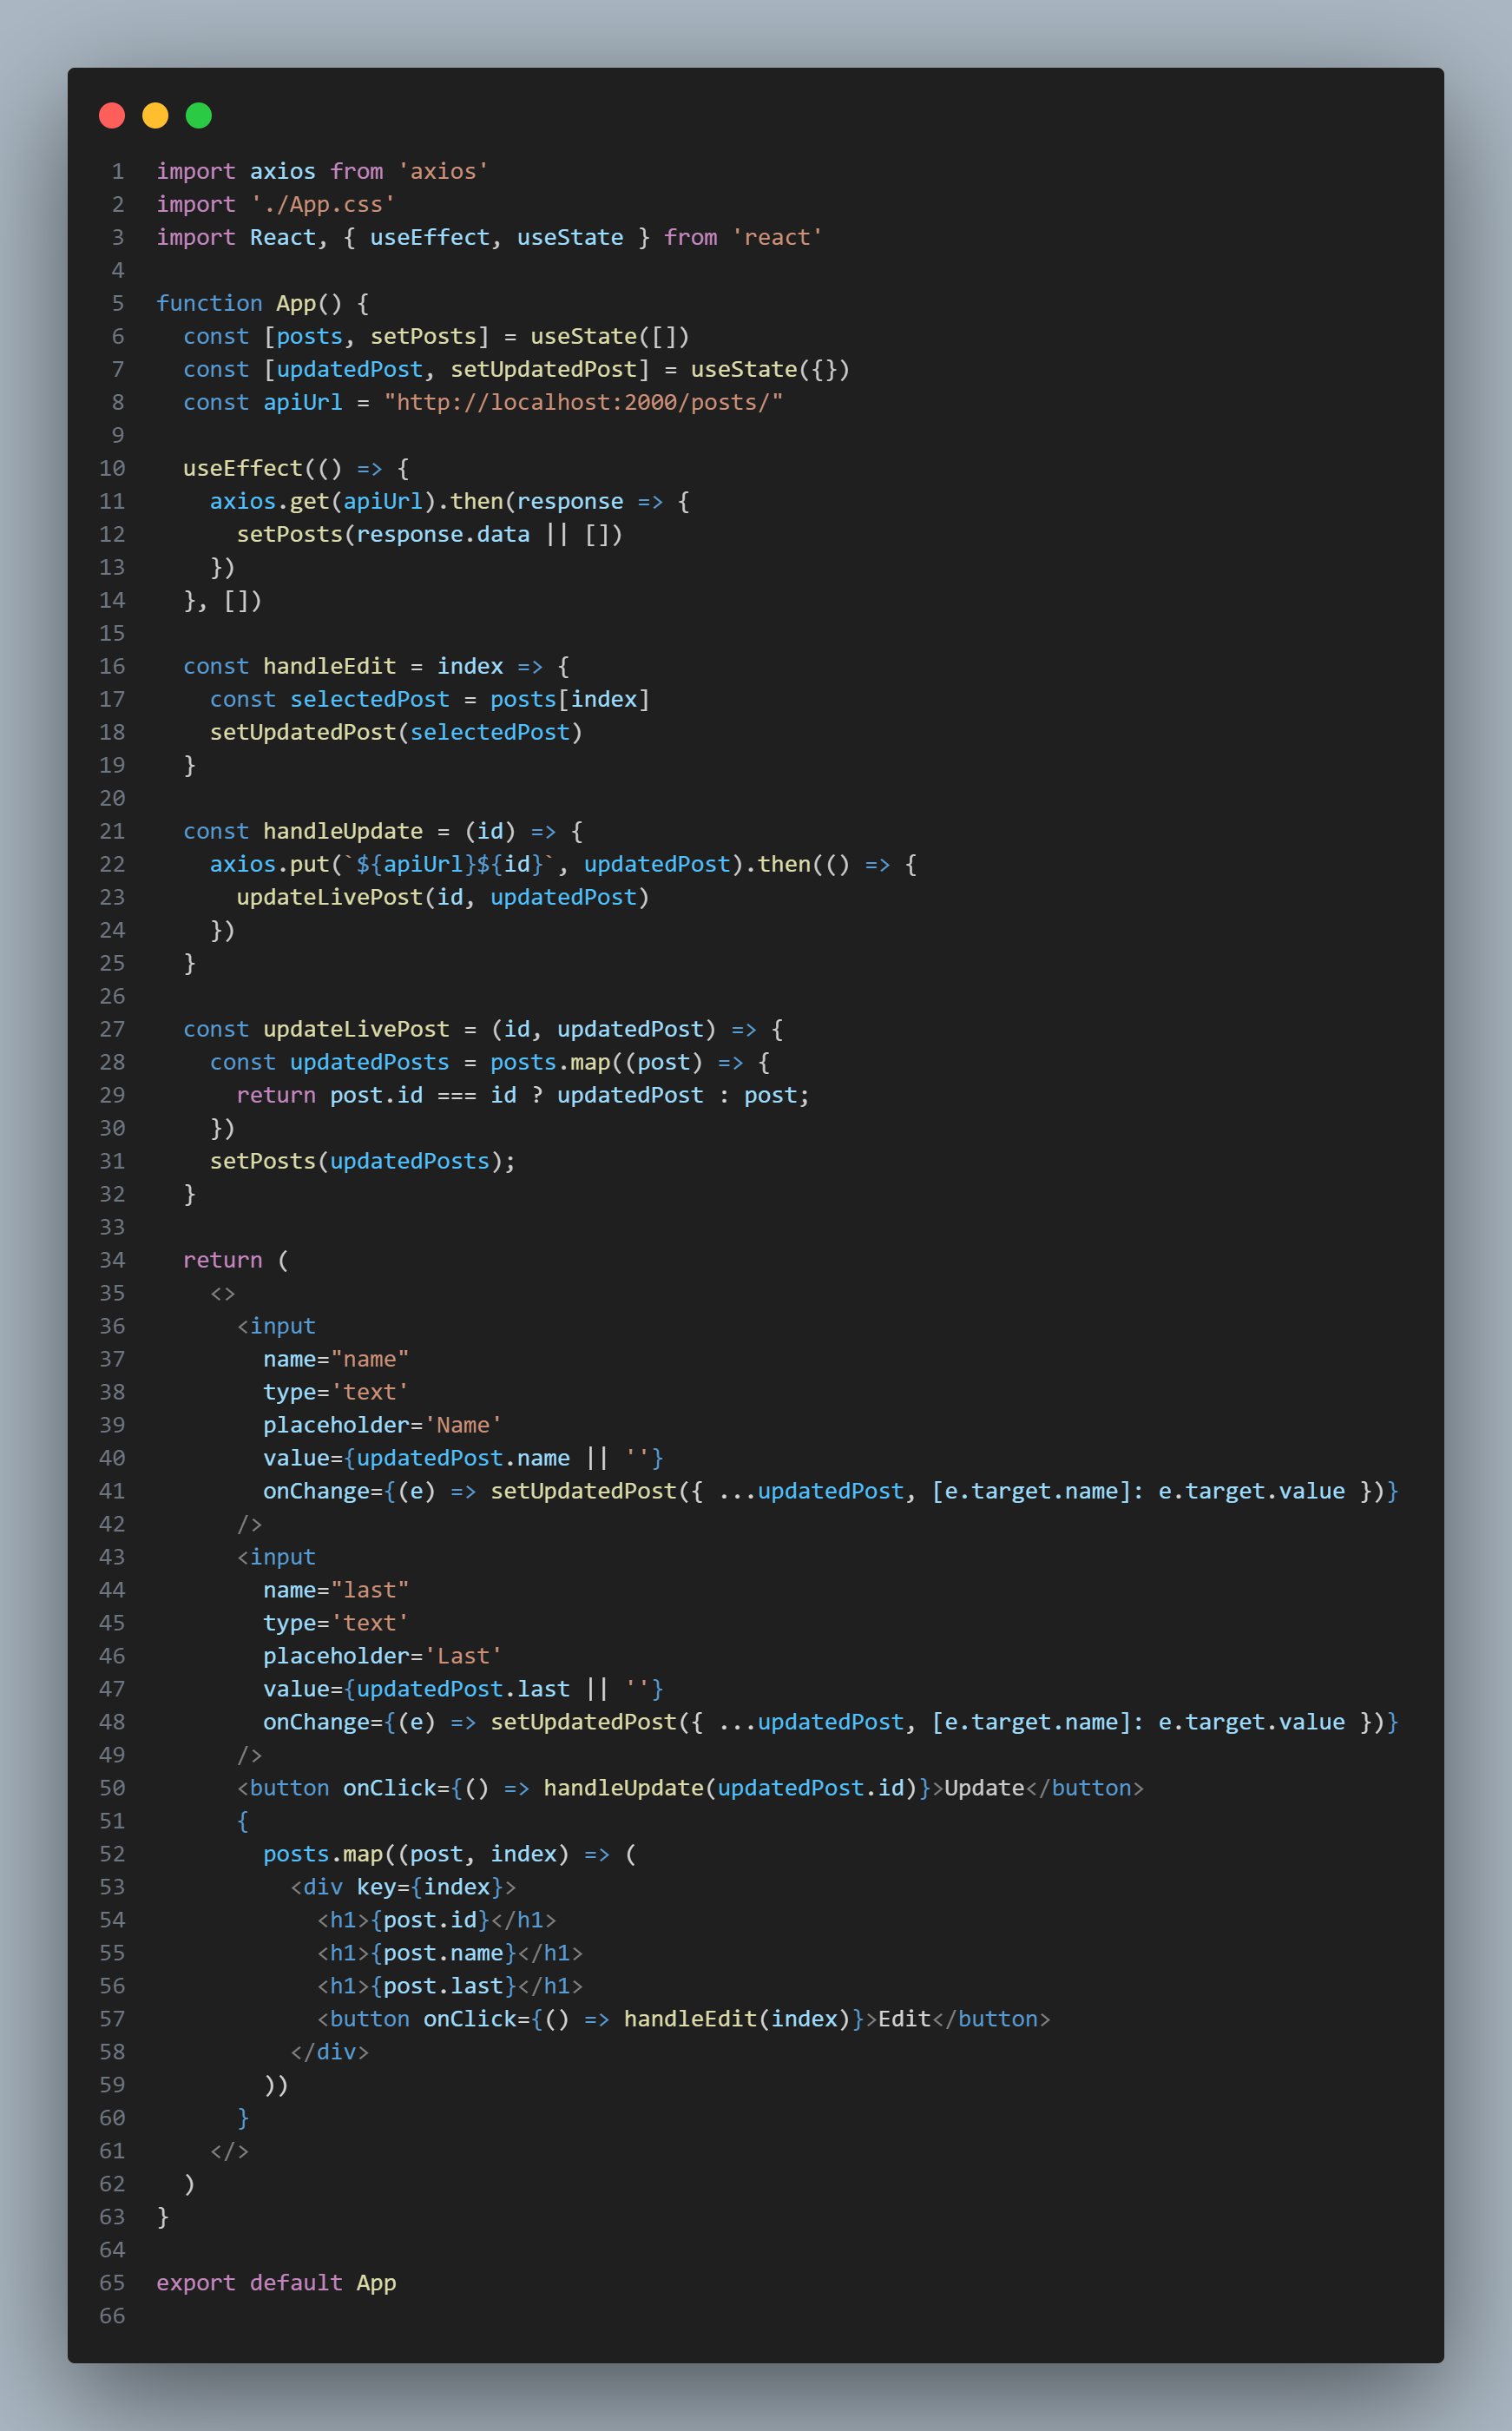 1 import axios from 'axios'
2 import './App.css'
3 import React, { useEffect, useState } from 'react'
4
5 function App() {
6   const [posts, setPosts] = useState([])
7   const [updatedPost, setUpdatedPost] = useState({})
8   const apiUrl = "http://localhost:2000/posts/"
9
10   useEffect(() => {
11     axios.get(apiUrl).then(response => {
12       setPosts(response.data || [])
13     })
14   }, [])
15
16   const handleEdit = index => {
17     const selectedPost = posts[index]
18     setUpdatedPost(selectedPost)
19   }
20
21   const handleUpdate = (id) => {
22     axios.put(`${apiUrl}${id}`, updatedPost).then(() => {
23       updateLivePost(id, updatedPost)
24     })
25   }
26
27   const updateLivePost = (id, updatedPost) => {
28     const updatedPosts = posts.map((post) => {
29       return post.id === id ? updatedPost : post;
30     })
31     setPosts(updatedPosts);
32   }
33
34   return (
35     <>
36       <input
37         name="name"
38         type='text'
39         placeholder='Name'
40         value={updatedPost.name || ''}
41         onChange={(e) => setUpdatedPost({ ...updatedPost, [e.target.name]: e.target.value })}
42       />
43       <input
44         name="last"
45         type='text'
46         placeholder='Last'
47         value={updatedPost.last || ''}
48         onChange={(e) => setUpdatedPost({ ...updatedPost, [e.target.name]: e.target.value })}
49       />
50       <button onClick={() => handleUpdate(updatedPost.id)}>Update</button>
51       {
52         posts.map((post, index) => (
53           <div key={index}>
54             <h1>{post.id}</h1>
55             <h1>{post.name}</h1>
56             <h1>{post.last}</h1>
57             <button onClick={() => handleEdit(index)}>Edit</button>
58           </div>
59         ))
60       }
61     </>
62   )
63 }
64
65 export default App
66